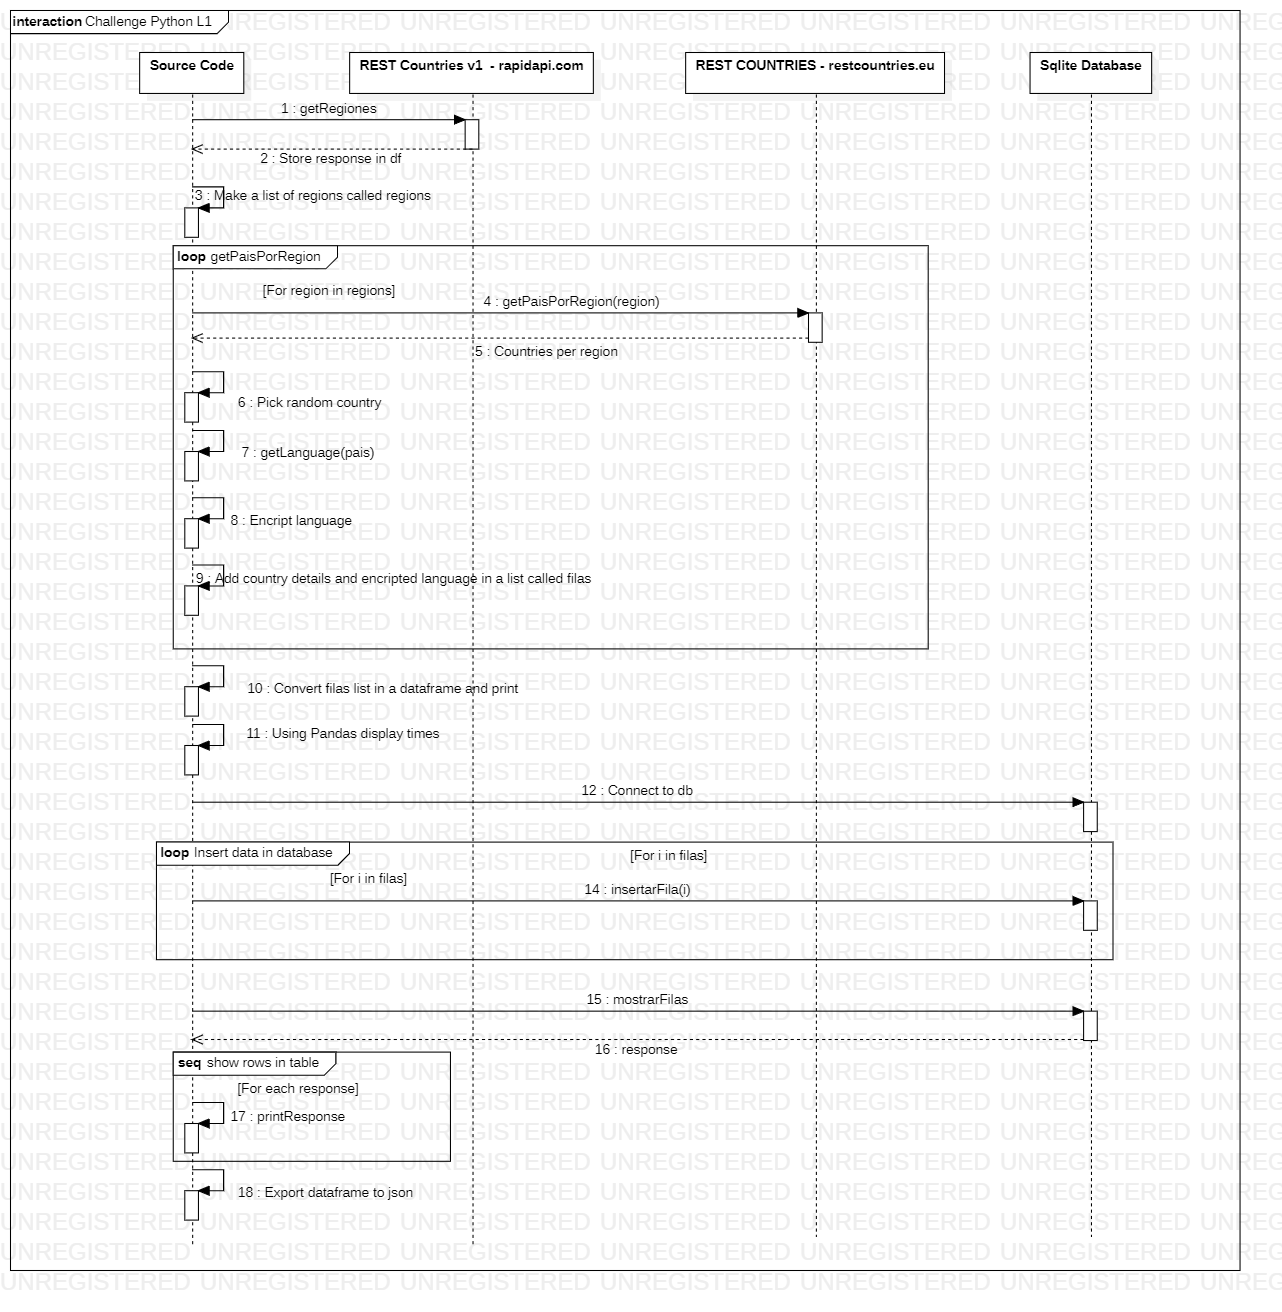 interaction Challenge Python L1
Source Code
REST Countries v1 - rapidapi.com
REST COUNTRIES - restcountries.eu
Sqlite Database
1 : getRegiones
2 : Store response in df
3 : Make a list of regions called regions
loop getPaisPorRegion
[For region in regions]
4 : getPaisPorRegion(region)
5 : Countries per region
6 : Pick random country
7 : getLanguage(pais)
8 : Encript language
9 : Add country details and encripted language in a list called filas
10 : Convert filas list in a dataframe and print
11 : Using Pandas display times
12 : Connect to db
loop Insert data in database
[For i in filas]
[For i in filas]
14 : insertarFila(i)
15 : mostrarFilas
16 : response
seq show rows in table
[For each response]
17 : printResponse
18 : Export dataframe to json
UNREGISTERED